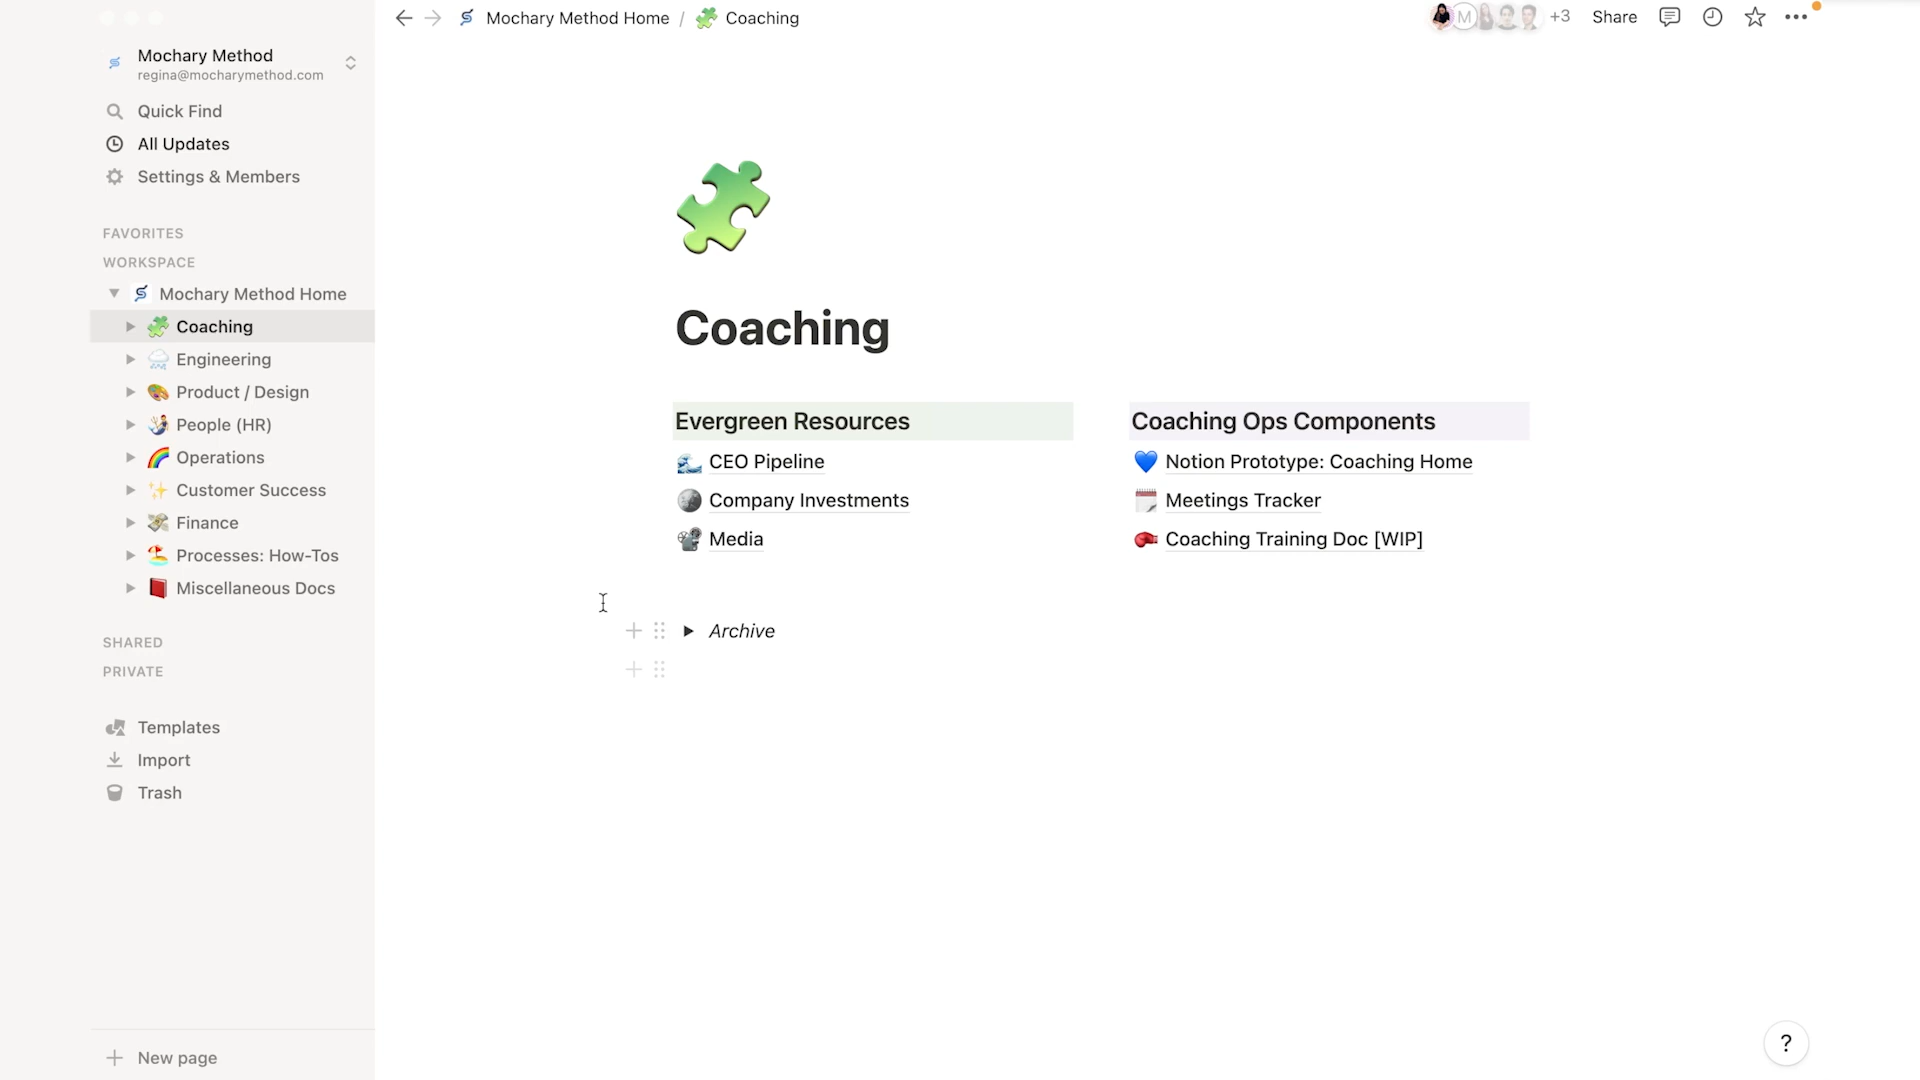 Mochary Method Home / Coaching
M
+3
Share
Mochary Method
regina@mocharymethod.com
Quick Find
All Updates
Settings & Members
FAVORITES
WORKSPACE
Mochary Method Home
Coaching
Engineering
Product / Design
People (HR)
Operations
Customer Success
Finance
Processes: How-Tos
Miscellaneous Docs
SHARED
PRIVATE
Templates
Import
Trash
New page
Coaching
Evergreen Resources
CEO Pipeline
Company Investments
Media
Coaching Ops Components
Notion Prototype: Coaching Home
Meetings Tracker
Coaching Training Doc [WIP]
Archive
?